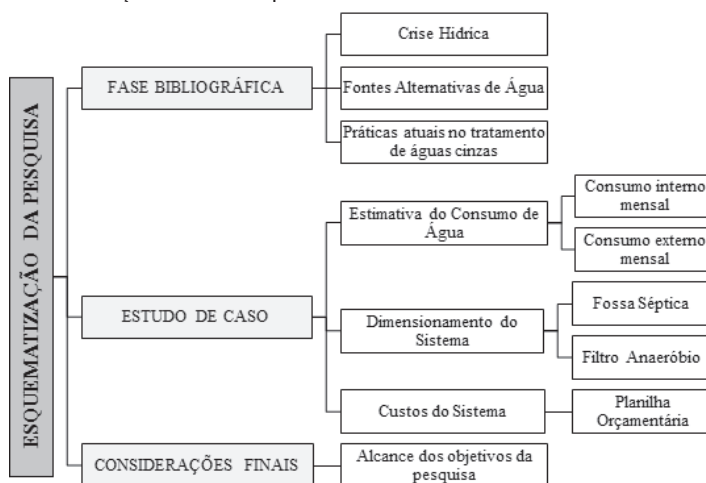 ESQUEMATIZAÇÃO DA PESQUISA
FASE BIBLIOGRÁFICA
Crise Hídrica
Fontes Alternativas de Água
Práticas atuais no tratamento
de águas cinzas
ESTUDO DE CASO
Estimativa do Consumo de
Água
Consumo interno
mensal
Consumo externo
mensal
Dimensionamento do
Sistema
Fossa Séptica
Filtro Anaeróbio
Custos do Sistema
Planilha
Orçamentária
CONSIDERAÇÕES FINAIS
Alcance dos objetivos da
pesquisa